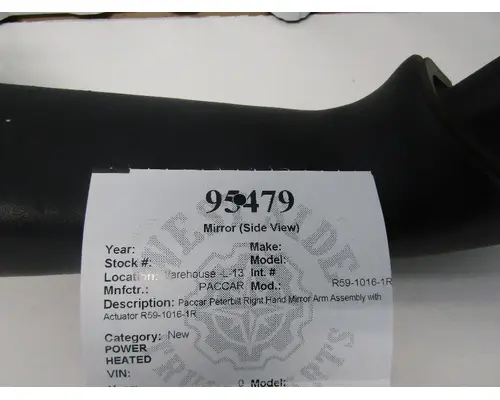 95479
Mirror (Side View)
Year: Make:
Stock #: Model:
Location: Warehouse -L-13 Int. #
Mnfctr.: PACCAR Mod.: R59-1016-1R
Description: Paccar Peterbilt Right Hand Mirror Arm Assembly with
Actuator R59-1016-1R
Category: New
POWER
HEATED
VIN:
0 Model: